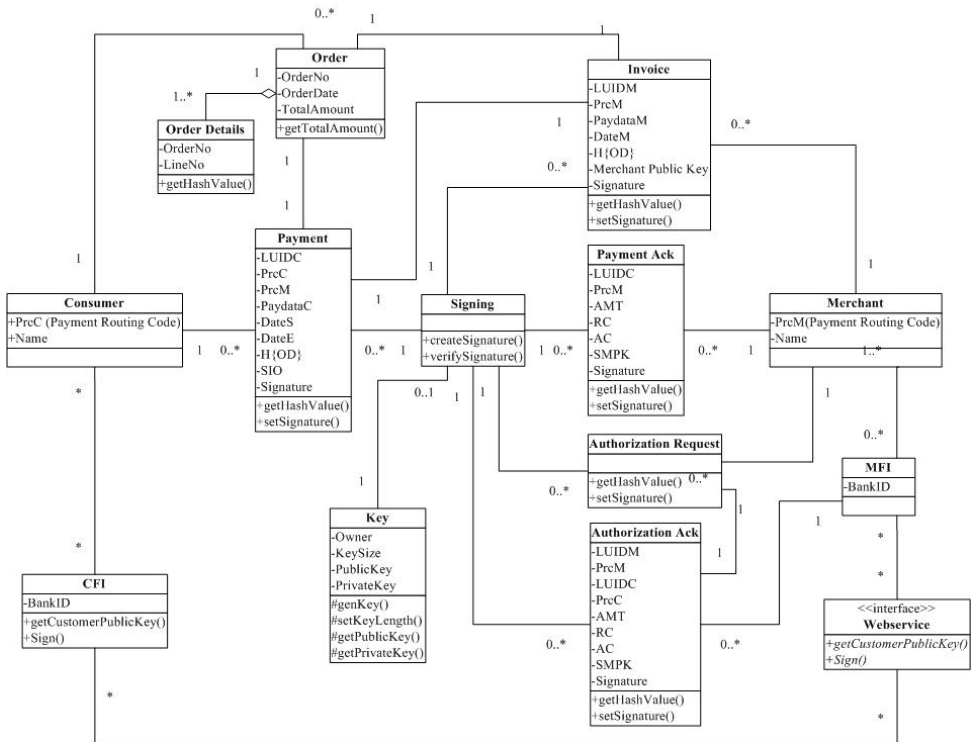 0..*
1
1
Order
-OrderNo
-OrderDate
-TotalAmount
+getTotalAmount()
1
1..*
Order Details
-OrderNo
-LineNo
+getHashValue()
1
1
Invoice
-LUIDM
-PrcM
-PaydataM
-DateM
-H{OD}
-Merchant Public Key
-Signature
+getHashValue()
+setSignature()
1
0..*
0..*
1
Payment
-LUIDC
-PrcC
-PrcM
-PaydataC
-DateS
-DateE
-H{OD}
-SIO
-Signature
+getHashValue()
+setSignature()
1
1
1
Consumer
+PrcC (Payment Routing Code)
+Name
1
0..*
0..*
1
Signing
+createSignature()
+verifySignature()
1
0..*
Payment Ack
-LUIDC
-PrcM
-AMT
-RC
-AC
-SMPK
-Signature
+getHashValue()
+setSignature()
0..*
1
Merchant
-PrcM(Payment Routing Code)
-Name
1..*
*
0..1
1
1
1
1
0..*
Authorization Request
+getHashValue()
+setSignature()
0..*
0..*
MFI
-BankID
1
1
1
Key
-Owner
-KeySize
-PublicKey
-PrivateKey
#genKey()
#setKeyLength()
#getPublicKey()
#getPrivateKey()
Authorization Ack
-LUIDM
-PrcM
-LUIDC
-PrcC
-AMT
-RC
-AC
-SMPK
-Signature
+getHashValue()
+setSignature()
0..*
0..*
*
*
*
CFI
-BankID
+getCustomerPublicKey()
+Sign()
*
<<interface>>
Webservice
+getCustomerPublicKey()
+Sign()
*